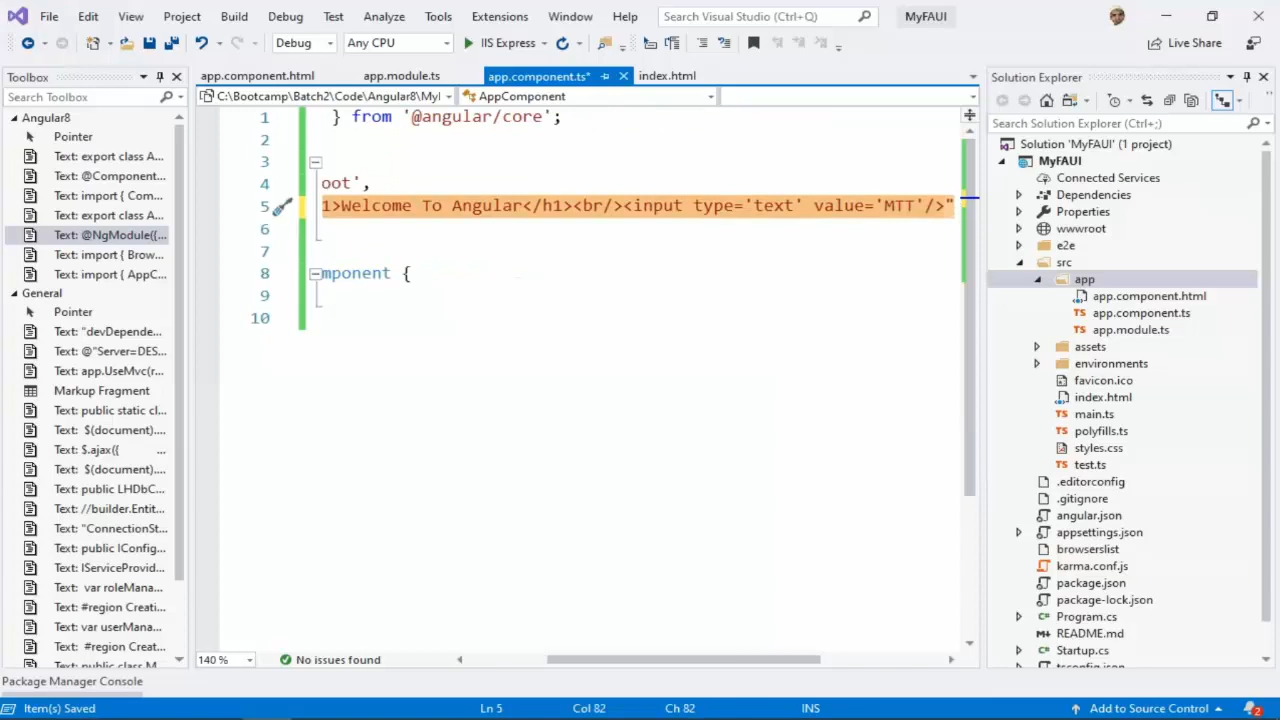 File Edit View Project Build Debug Test Analyze Tools Extensions Window Help Search Visual Studio (Ctrl+Q) MyFAUI
Debug Any CPU IIS Express Live Share
Toolbox
Search Toolbox
Angular8
Pointer
Text: export class A...
Text: @Component...
Text: import { Com...
Text: export class A...
Text: @NgModule({...
Text: import { Brow...
Text: import { AppC...
General
Pointer
Text: "devDepende...
Text: @"Server=DES...
Text: app.UseMvc(r...
Markup Fragment
Text: public static cl...
Text: $(document)....
Text: $.ajax({ ...
Text: $(document)....
Text: public LHDbC...
Text: //builder.Entit...
Text: "ConnectionSt...
Text: public IConfig...
Text: IServiceProvid...
Text: var roleMana...
Text: #region Creati...
Text: var userMana...
Text: #region Creat...
Text: public class M...
app.component.html app.module.ts app.component.ts* index.html
C:\Bootcamp\Batch2\Code\Angular8\MyI AppComponent
1 } from '@angular/core';
2
3
4 oot',
5 1>Welcome To Angular</h1><br/><input type='text' value='MTT'/>"
6
7
8 mponent {
9
10
140 % No issues found
Solution Explorer
Search Solution Explorer (Ctrl+;)
Solution 'MyFAUI' (1 project)
MyFAUI
Connected Services
Dependencies
Properties
wwwroot
e2e
src
app
app.component.html
TS app.component.ts
TS app.module.ts
assets
environments
favicon.ico
index.html
TS main.ts
TS polyfills.ts
styles.css
TS test.ts
.editorconfig
.gitignore
angular.json
appsettings.json
browserslist
karma.conf.js
package.json
package-lock.json
C# Program.cs
M+ README.md
C# Startup.cs
tsconfig.json
Package Manager Console
Item(s) Saved Ln 5 Col 82 Ch 82 INS Add to Source Control 2